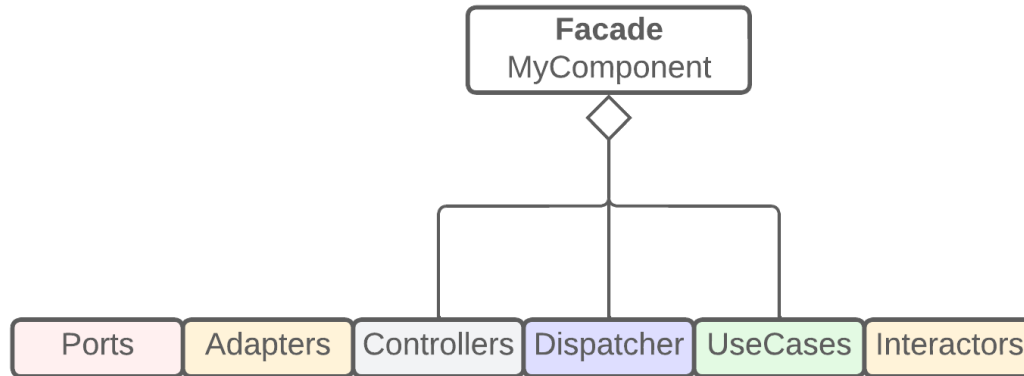 Facade
MyComponent
Ports Adapters Controllers Dispatcher UseCases Interactors